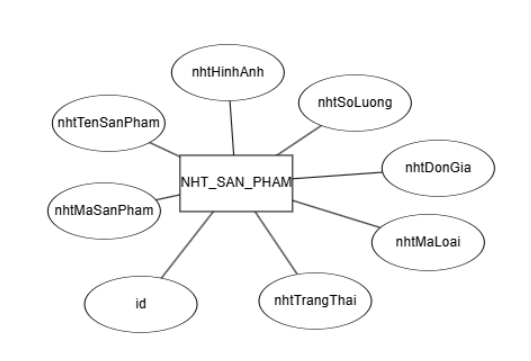 nhtHinhAnh
nhtSoLuong
nhtTenSanPham
nhtDonGia
NHT_SAN_PHAM
nhtMaSanPham
nhtMaLoai
id
nhtTrangThai